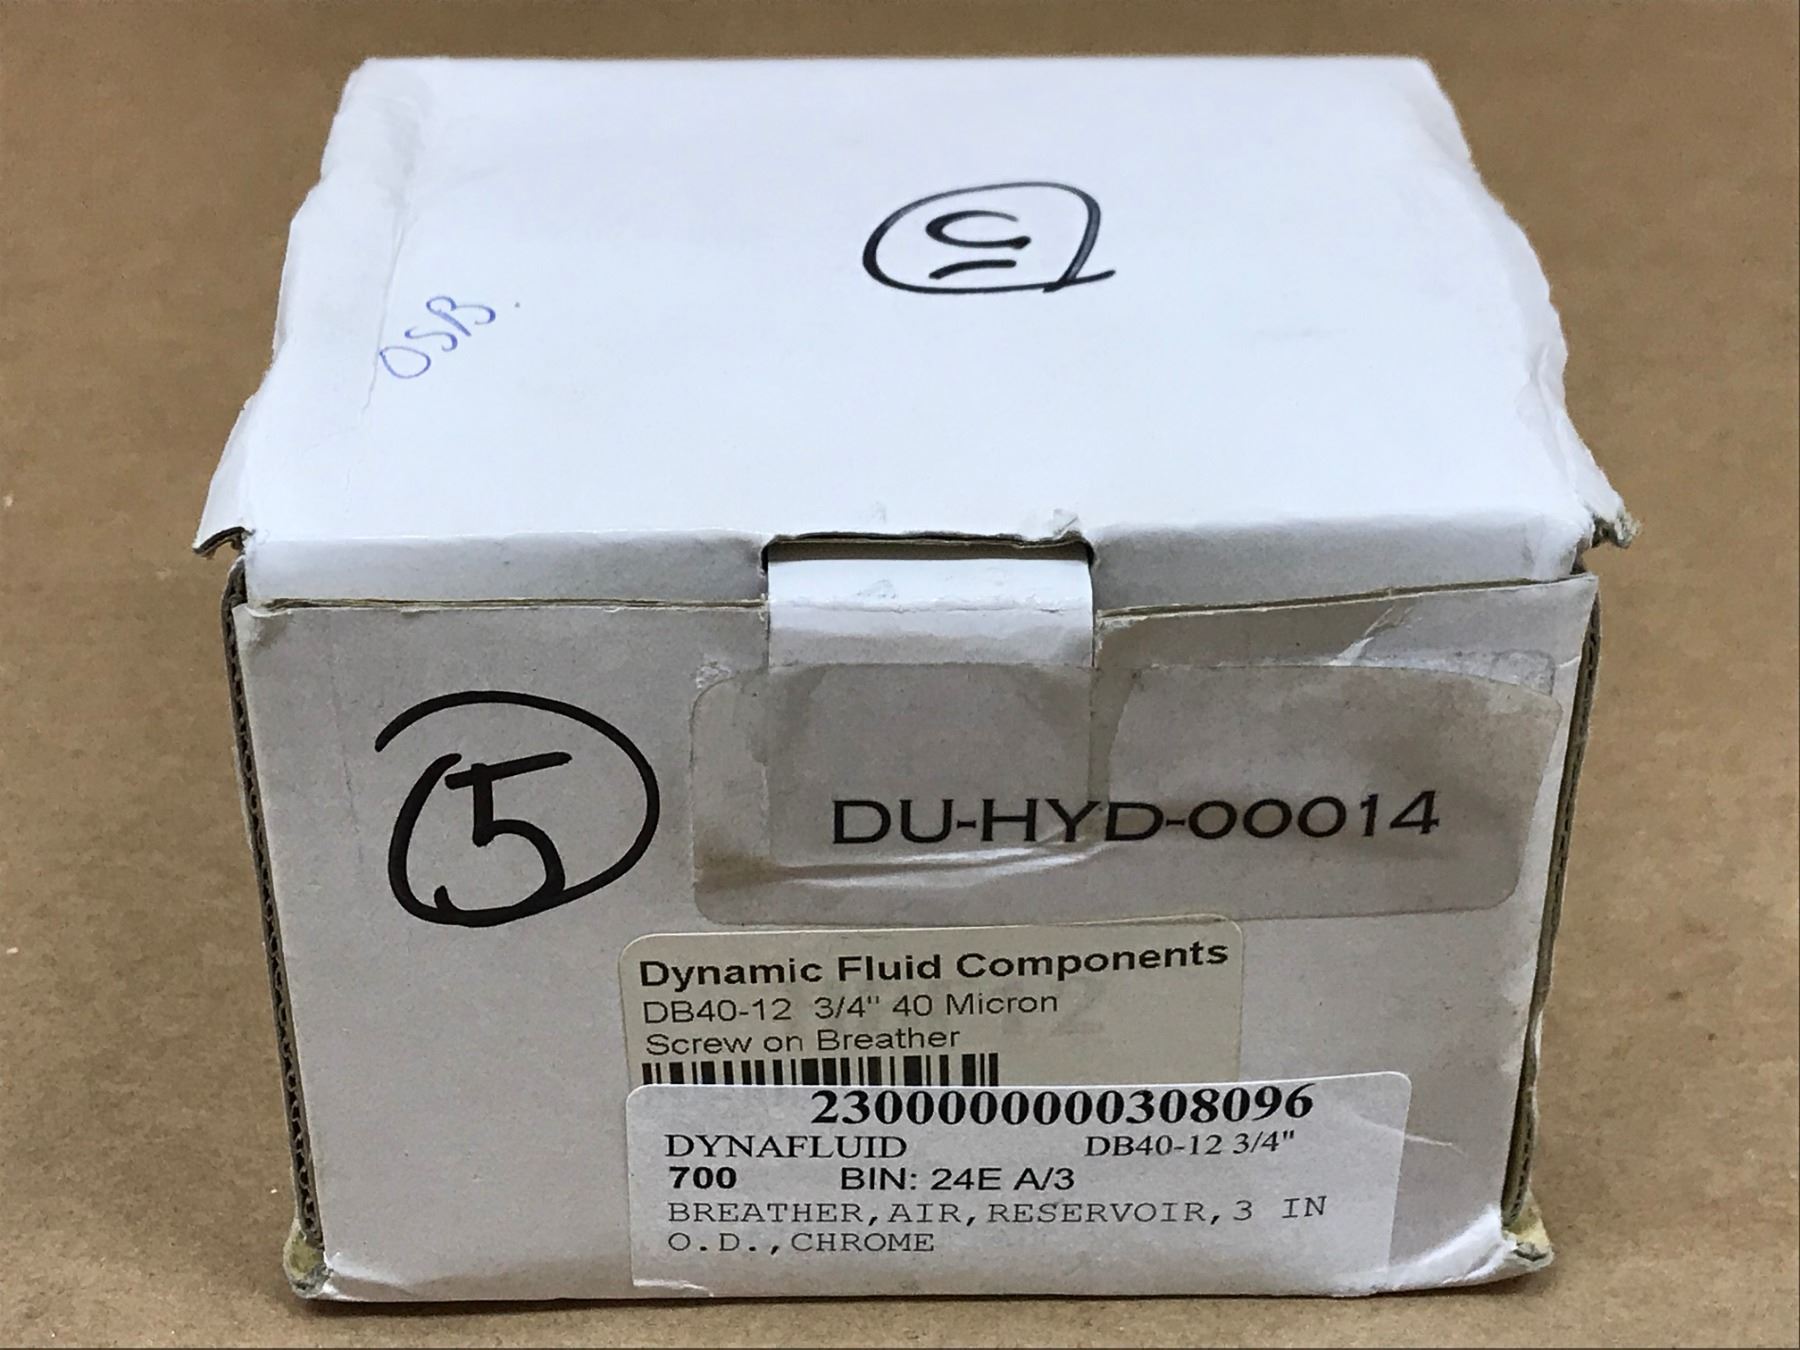 5
OSB.
5
DU-HYD-00014
Dynamic Fluid Components
DB40-12 3/4" 40 Micron
Screw on Breather
2300000000308096
DYNAFLUID DB40-12 3/4"
700 BIN: 24E A/3
BREATHER,AIR,RESERVOIR,3 IN
O.D.,CHROME